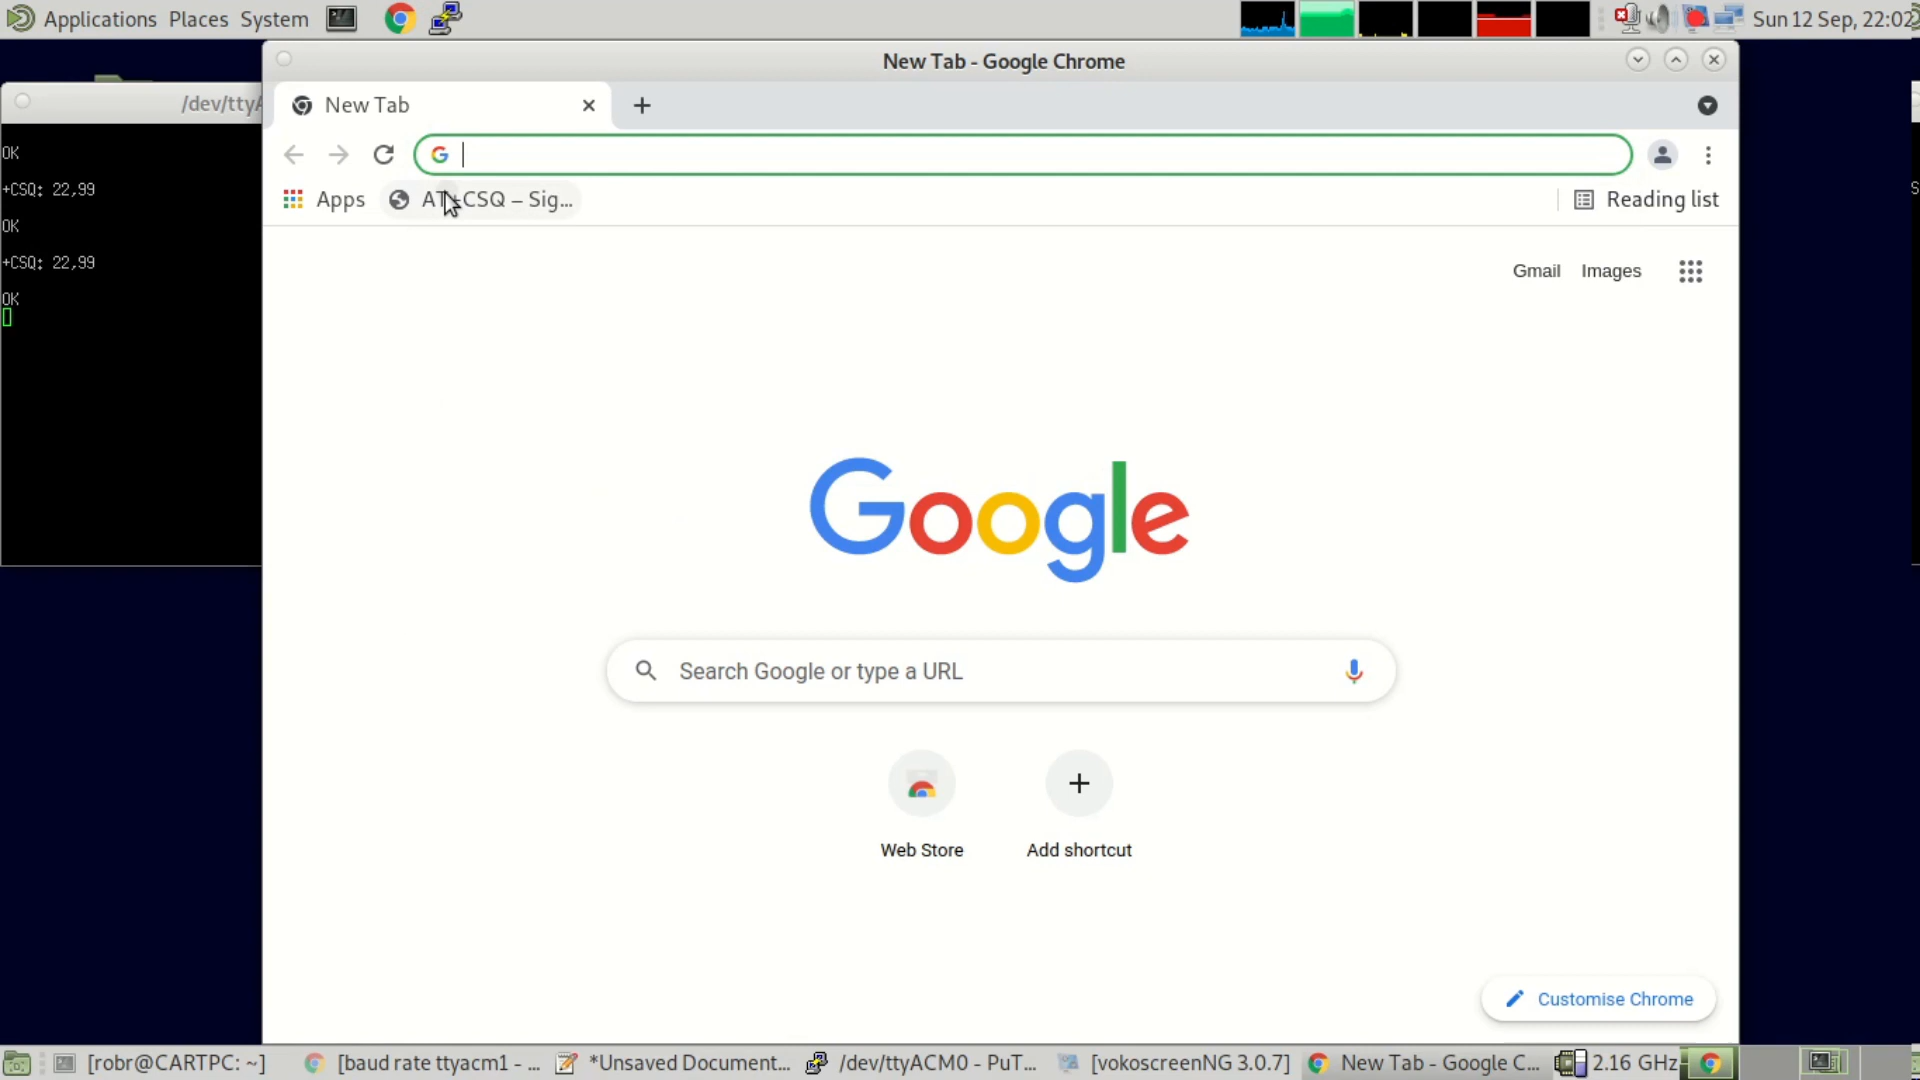 Applications Places System
Sun 12 Sep, 22:02
New Tab - Google Chrome
/dev/ttyA
New Tab
OK
+CSQ: 22,99
OK
+CSQ: 22,99
OK
Apps
AT+CSQ – Sig...
Reading list
Gmail Images
Google
Search Google or type a URL
Web Store
Add shortcut
Customise Chrome
[robr@CARTPC: ~]
[baud rate ttyacm1 - ...
*Unsaved Document...
/dev/ttyACM0 - PuT...
[vokoscreenNG 3.0.7]
New Tab - Google C...
2.16 GHz